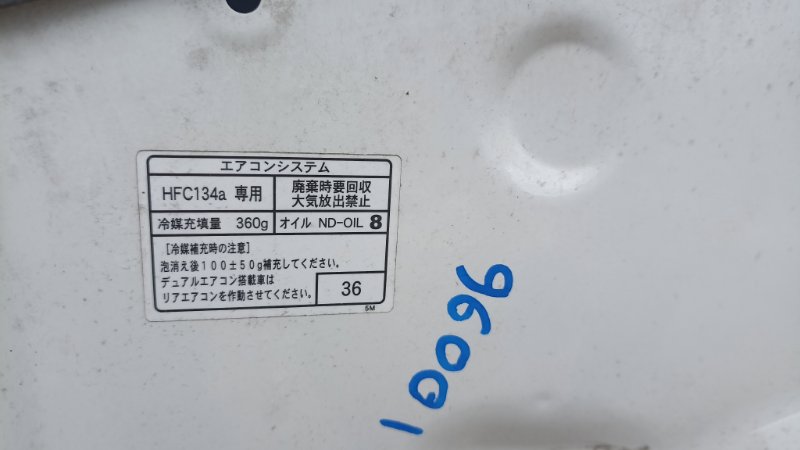 エアコンシステム
HFC134a 専用
廃棄時要回収
大気放出禁止
冷媒充填量 360g
オイル ND-OIL 8
[冷媒補充時の注意]
泡消え後100±50g補充してください。
デュアルエアコン搭載車は
リアエアコンを作動させてください。
36
5M
10096